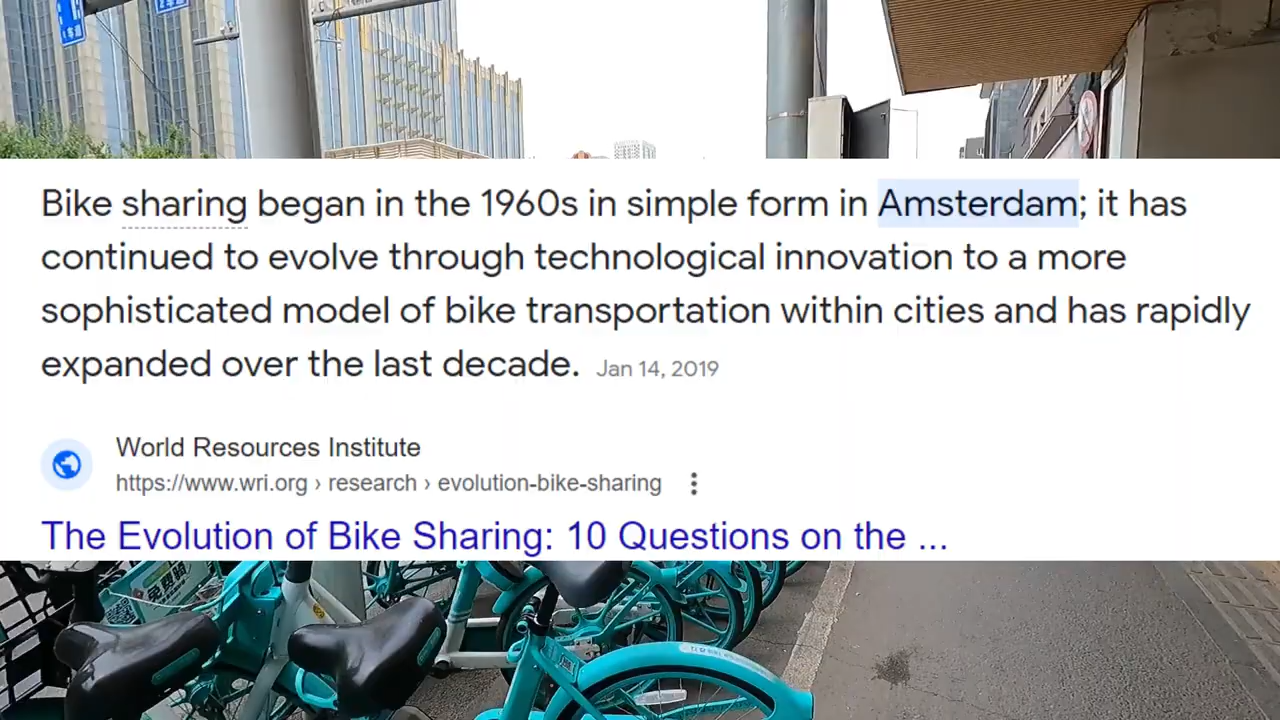 Bike sharing began in the 1960s in simple form in Amsterdam; it has
continued to evolve through technological innovation to a more
sophisticated model of bike transportation within cities and has rapidly
expanded over the last decade. Jan 14, 2019
World Resources Institute
https://www.wri.org › research › evolution-bike-sharing
The Evolution of Bike Sharing: 10 Questions on the ...